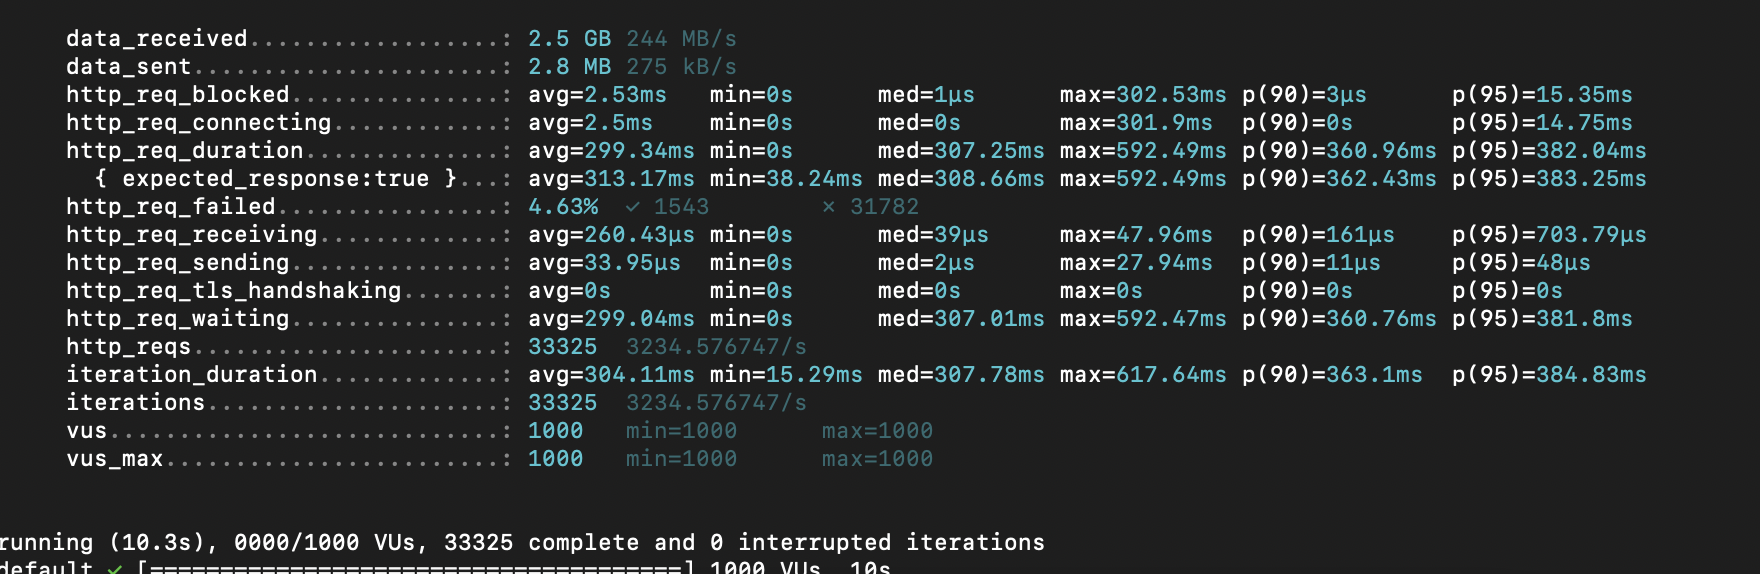 data_received..................: 2.5 GB 244 MB/s
data_sent......................: 2.8 MB 275 kB/s
http_req_blocked...............: avg=2.53ms   min=0s      med=1µs      max=302.53ms p(90)=3µs      p(95)=15.35ms
http_req_connecting............: avg=2.5ms    min=0s      med=0s       max=301.9ms  p(90)=0s       p(95)=14.75ms
http_req_duration..............: avg=299.34ms min=0s      med=307.25ms max=592.49ms p(90)=360.96ms p(95)=382.04ms
{ expected_response:true }...: avg=313.17ms min=38.24ms med=308.66ms max=592.49ms p(90)=362.43ms p(95)=383.25ms
http_req_failed................: 4.63%  ✓ 1543        ✗ 31782
http_req_receiving.............: avg=260.43µs min=0s      med=39µs     max=47.96ms  p(90)=161µs    p(95)=703.79µs
http_req_sending...............: avg=33.95µs  min=0s      med=2µs      max=27.94ms  p(90)=11µs     p(95)=48µs
http_req_tls_handshaking.......: avg=0s       min=0s      med=0s       max=0s       p(90)=0s       p(95)=0s
http_req_waiting...............: avg=299.04ms min=0s      med=307.01ms max=592.47ms p(90)=360.76ms p(95)=381.8ms
http_reqs......................: 33325  3234.576747/s
iteration_duration.............: avg=304.11ms min=15.29ms med=307.78ms max=617.64ms p(90)=363.1ms  p(95)=384.83ms
iterations.....................: 33325  3234.576747/s
vus............................: 1000   min=1000      max=1000
vus_max........................: 1000   min=1000      max=1000
running (10.3s), 0000/1000 VUs, 33325 complete and 0 interrupted iterations
default ✓ [======================================] 1000 VUs  10s